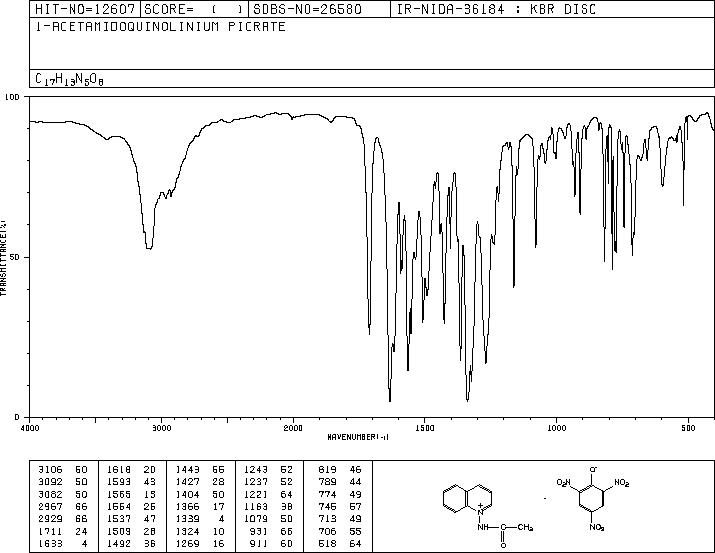 HIT-NO=12607 SCORE= ( ) SDBS-NO=26580 IR-NIDA-36184 : KBR DISC
1-ACETAMIDOQUINOLINIUM PICRATE
C17H13N5O8
100
50
0
TRANSMITTANCE(%)
4000 3000 2000 1500 1000 500
WAVENUMBER(-1)
3106 60 1618 20 1443 55 1243 52 819 46
3092 50 1593 43 1427 28 1237 52 789 44
3082 50 1565 15 1404 50 1221 64 774 49
2967 66 1554 26 1366 17 1163 38 745 57
2929 66 1537 47 1339 4 1079 50 713 49
1711 24 1509 28 1324 10 931 66 706 55
1633 4 1492 36 1269 16 911 60 518 64
N+
NH C CH3
O
O-
NO2 NO2
NO2